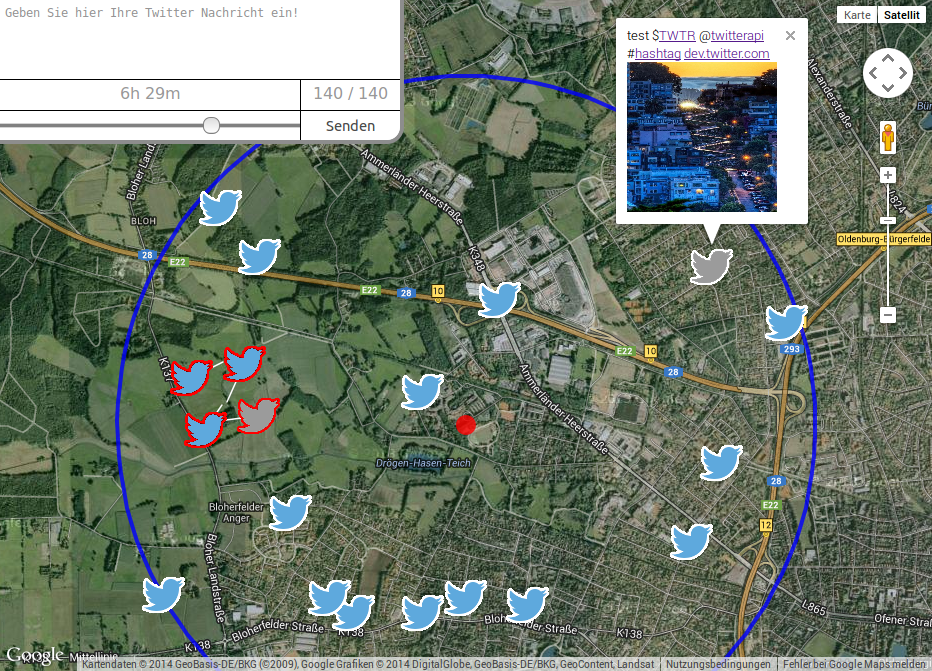 Geben Sie hier Ihre Twitter Nachricht ein!
6h 29m
140 / 140
Senden
test $TWTR @twitterapi
#hashtag dev.twitter.com
Karte
Satellit
Alexanderstraße
Bloher Land
Ammerländer Heerstraße
BLOH
K348
28
E22
E22
28
10
Oldenburg-Bürgerfelde
293
E22
10
28
K137
Ammerländer-Heerstraße
Drögen-Hasen-Teich
28
E22
12
Bloherfelder
Anger
Bloher Landstraße
K138
Bloherfelder Straße
K138
Bloherfelder Straße
K138
L865
Ofener Straße
Mittellinie
Google
Kartendaten © 2014 GeoBasis-DE/BKG (©2009), Google Grafiken © 2014 DigitalGlobe, GeoBasis-DE/BKG, GeoContent, Landsat
Nutzungsbedingungen
Fehler bei Google Maps melden